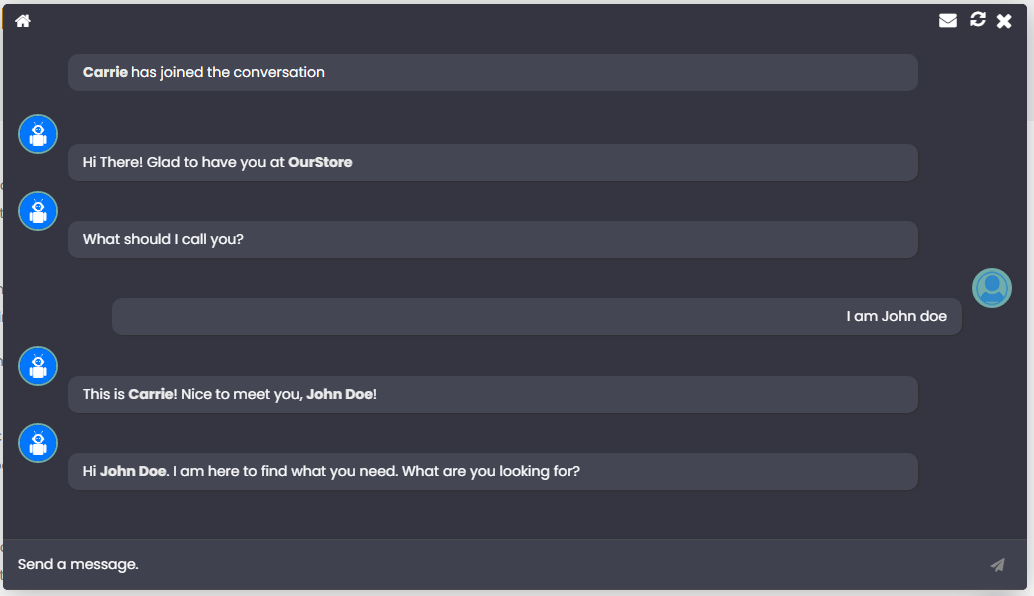 Carrie has joined the conversation
Hi There! Glad to have you at OurStore
What should I call you?
I am John doe
This is Carrie! Nice to meet you, John Doe!
Hi John Doe. I am here to find what you need. What are you looking for?
Send a message.